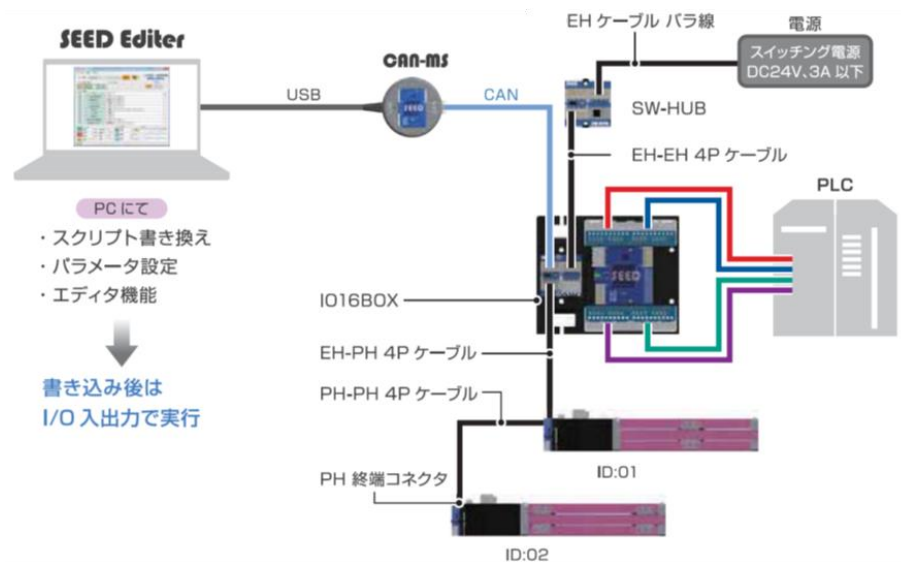 SEED Editer
CAN-MS
EH ケーブル バラ線
電源
スイッチング電源
DC24V、3A 以下
USB
SEED
CAN
SW-HUB
EH-EH 4P ケーブル
PLC
PCにて
・スクリプト書き換え
・パラメータ設定
・エディタ機能
SEED
IO16BOX
EH-PH 4P ケーブル
書き込み後は
I/O 入出力で実行
PH-PH 4P ケーブル
ID:01
PH 終端コネクタ
ID:02